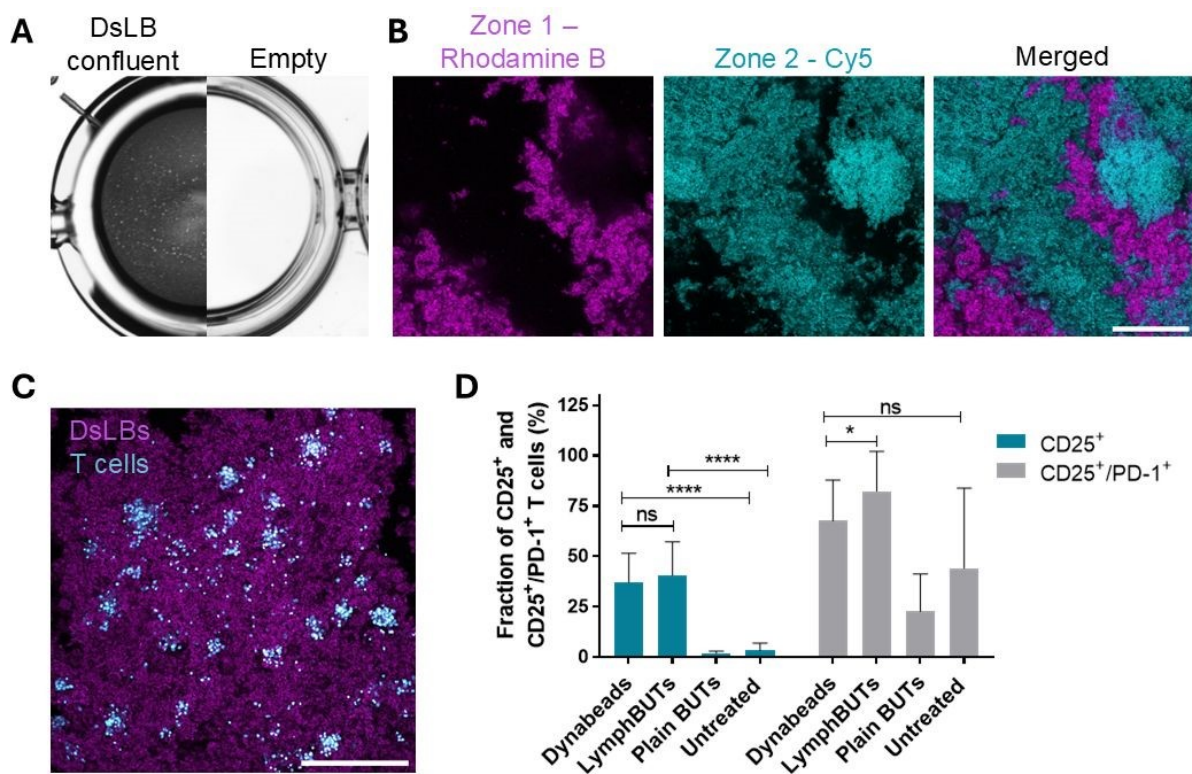 A
DsLB
confluent
Empty
B
Zone 1 –
Rhodamine B
Zone 2 - Cy5
Merged
C
DsLBs
T cells
D
Fraction of CD25⁺ and
CD25⁺/PD-1⁺ T cells (%)
125
100
75
50
25
0
ns
****
****
ns
*
CD25⁺
CD25⁺/PD-1⁺
Dynabeads
LymphBUTs
Plain BUTs
Untreated
Dynabeads
LymphBUTs
Plain BUTs
Untreated